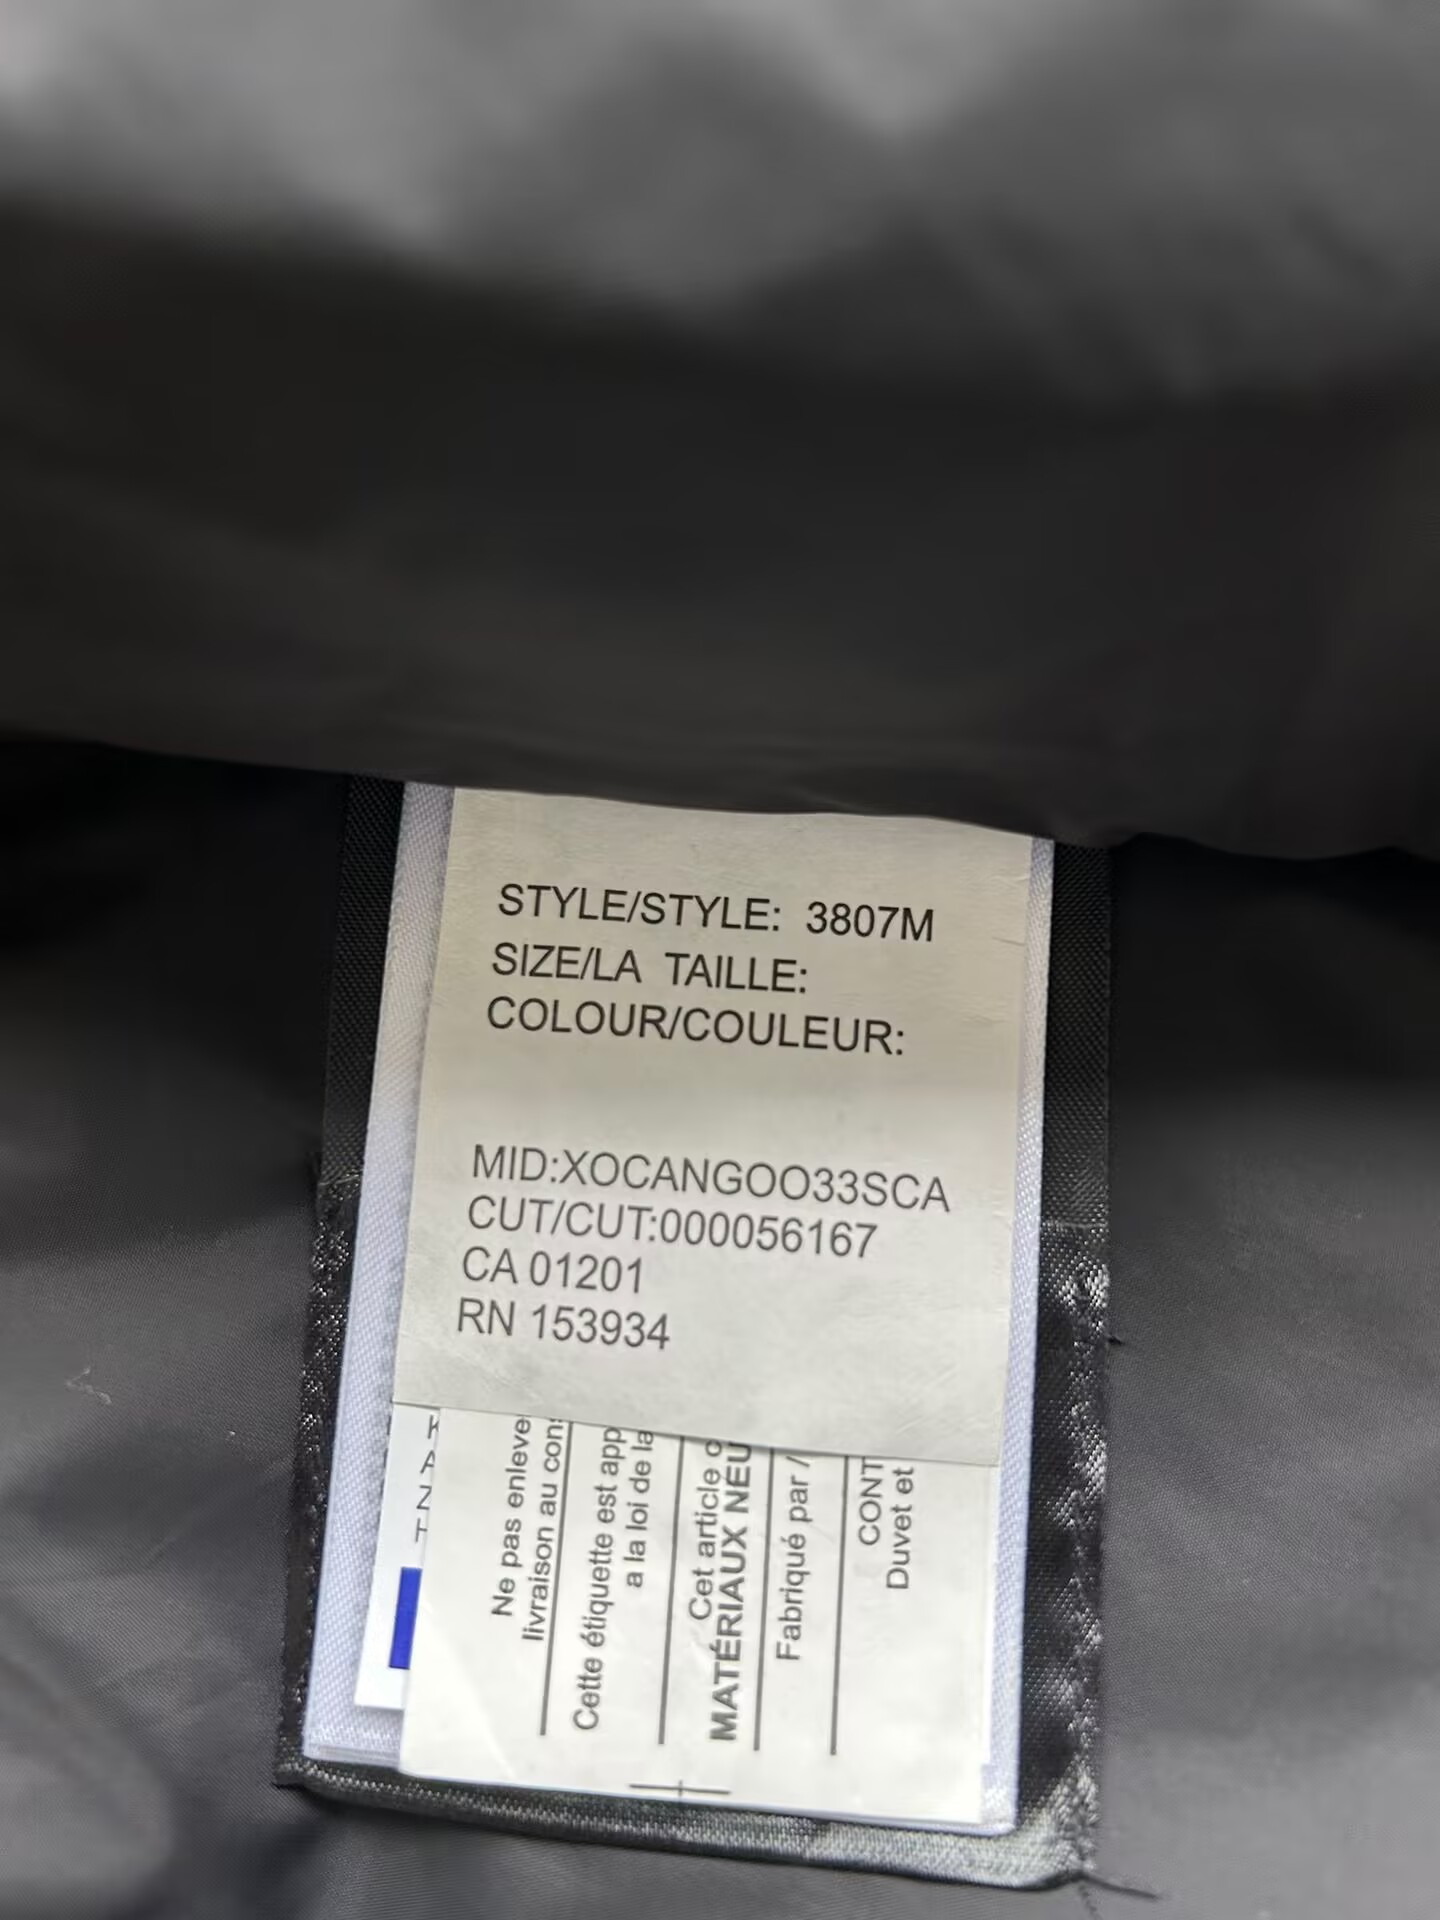 STYLE/STYLE: 3807M
SIZE/LA TAILLE:
COLOUR/COULEUR:
MID:XOCANGOO33SCA
CUT/CUT:000056167
CA 01201
RN 153934
K
A
Z
T
Ne pas enleve
livraison au con
Cette étiquette est app
a la loi de la
Cet article c
MATÉRIAUX NEU
Fabriqué par /
CONT
Duvet et